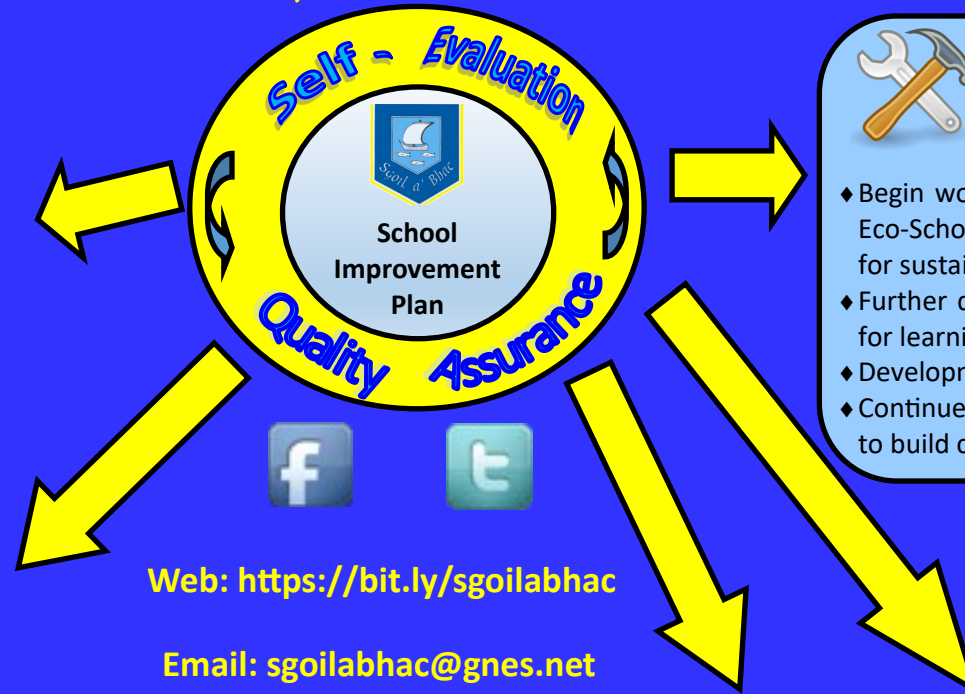 Self - Evaluation
Sgoil a' Bhac
School
Improvement
Plan
Quality Assurance
f
t
Web: https://bit.ly/sgoilabhac
Email: sgoilabhac@gnes.net
♦Begin
Eco-Scho
for sustai
♦Further
for learni
♦Developm
♦Continue
to build